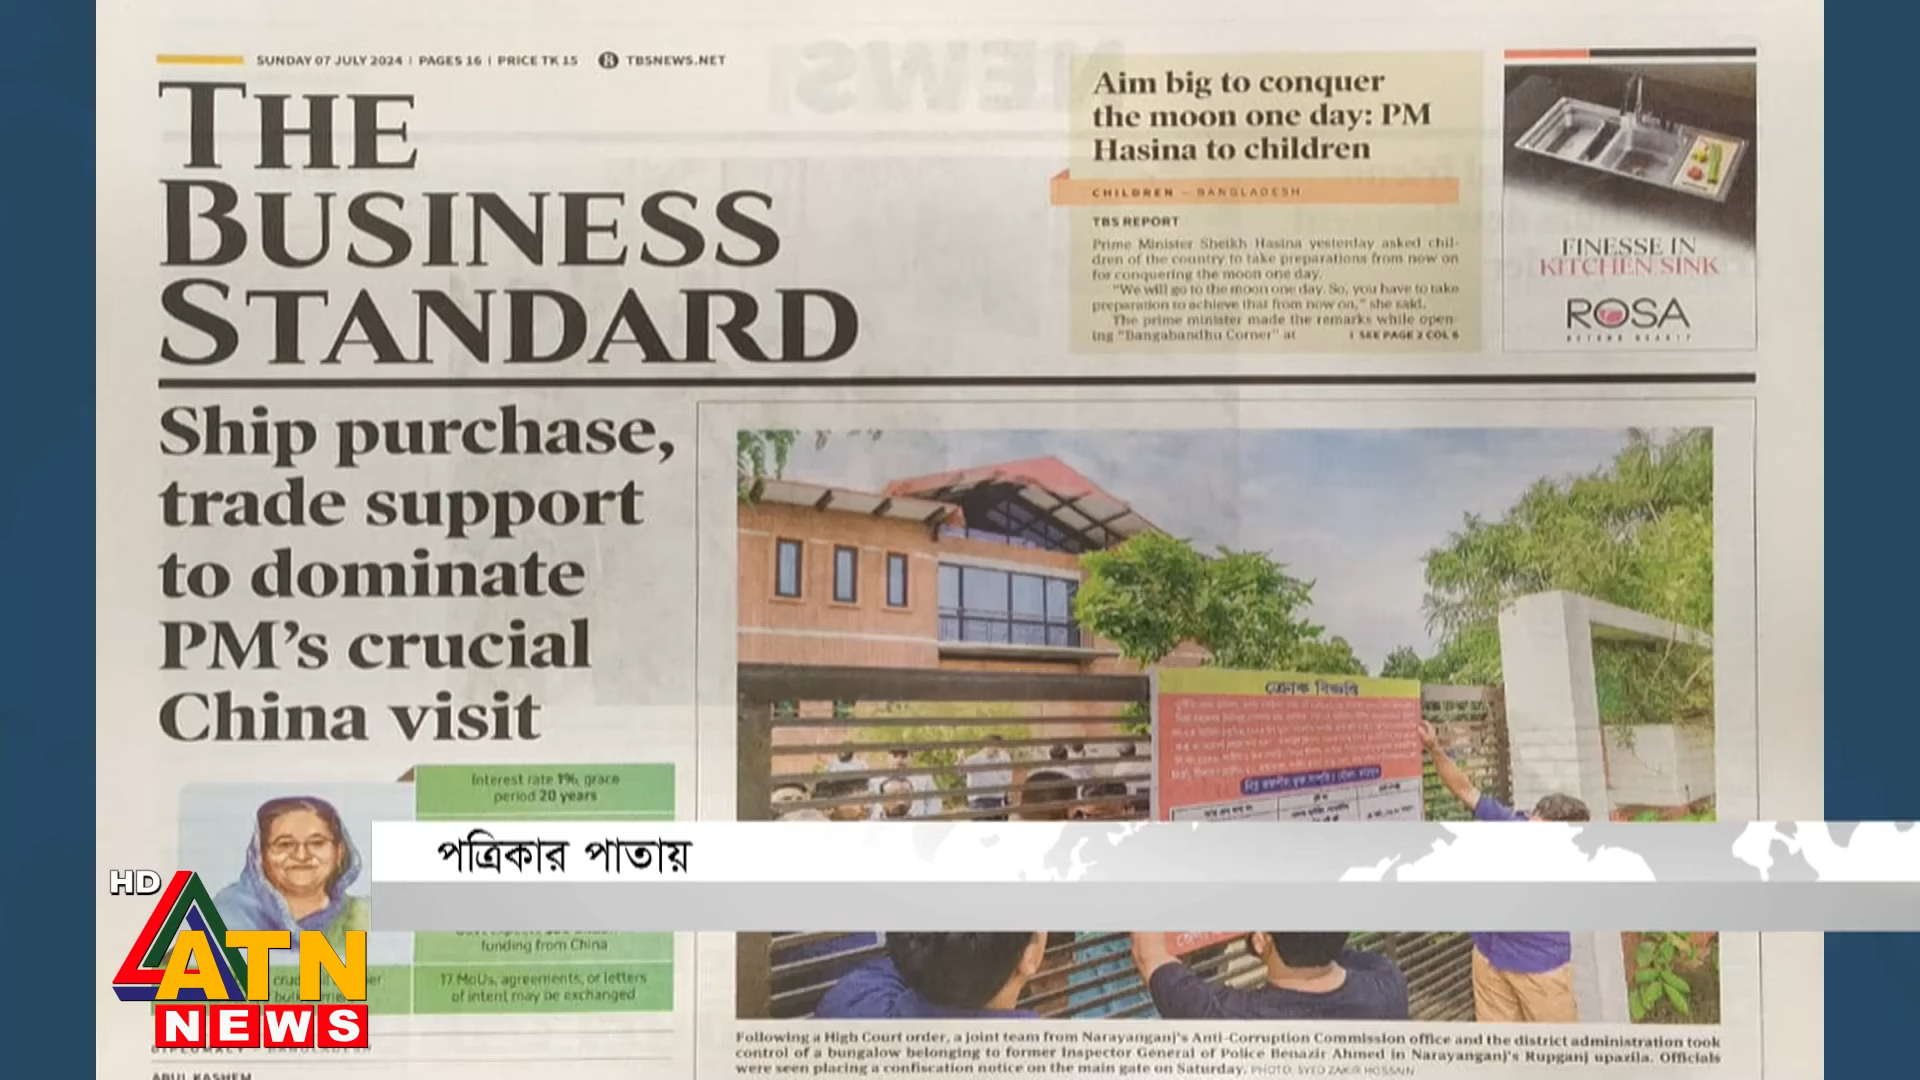 SUNDAY 07 JULY 2024 | PAGES 16 | PRICE TK 15 TBSNEWS.NET
THE
BUSINESS
STANDARD
Aim big to conquer
the moon one day: PM
Hasina to children
CHILDREN – BANGLADESH
TBS REPORT
Prime Minister Sheikh Hasina yesterday asked chil-
dren of the country to take preparations from now on
for conquering the moon one day.
"We will go to the moon one day. So, you have to take
preparation to achieve that from now on," she said.
The prime minister made the remarks while open-
ing "Bangabandhu Corner" at | SEE PAGE 2 COL 6
FINESSE IN
KITCHEN SINK
ROSA
Ship purchase,
trade support
to dominate
PM's crucial
China visit
Interest rate 1%, grace
period 20 years
funding from China
17 MoUs, agreements, or letters
of intent may be exchanged
ক্রোক বিজ্ঞপ্তি
পত্রিকার পাতায়
HD
ATN
NEWS
DIPLOMACY – BANGLADESH
ABUL KASHEM
Following a High Court order, a joint team from Narayanganj's Anti-Corruption Commission office and the district administration took
control of a bungalow belonging to former Inspector General of Police Benazir Ahmed in Narayanganj's Rupganj upazila. Officials
were seen placing a confiscation notice on the main gate on Saturday. PHOTO: SYED ZAKIR HOSSAIN